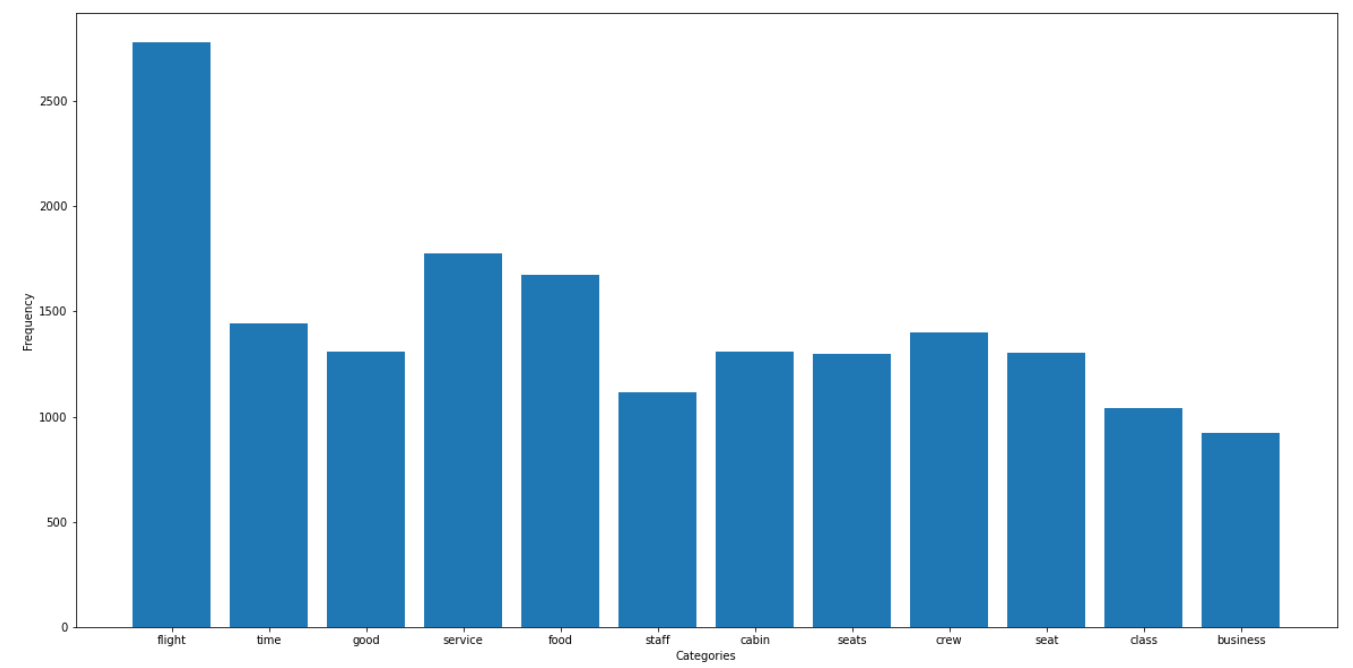 2500
2000
1500
1000
500
0
Frequency
flight time good service food staff cabin seats crew seat class business
Categories